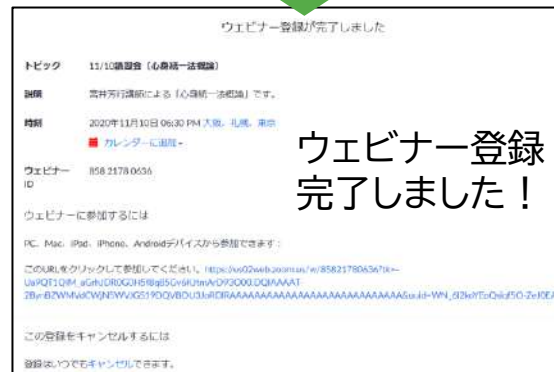 ウェビナー登録が完了しました
トピック 11/10講習会（心身統一法概論）
説明 宮井芳行講師による「心身統一法概論」です。
時刻 2020年11月10日 06:30 PM 大阪、札幌、東京
カレンダーに追加
ウェビナー 858 2178 0636
ID
ウェビナー登録
完了しました！
ウェビナーに参加するには
PC、Mac、iPad、iPhone、Androidデバイスから参加できます：
このURLをクリックして参加してください。
この登録をキャンセルするには
登録はいつでもキャンセルできます。